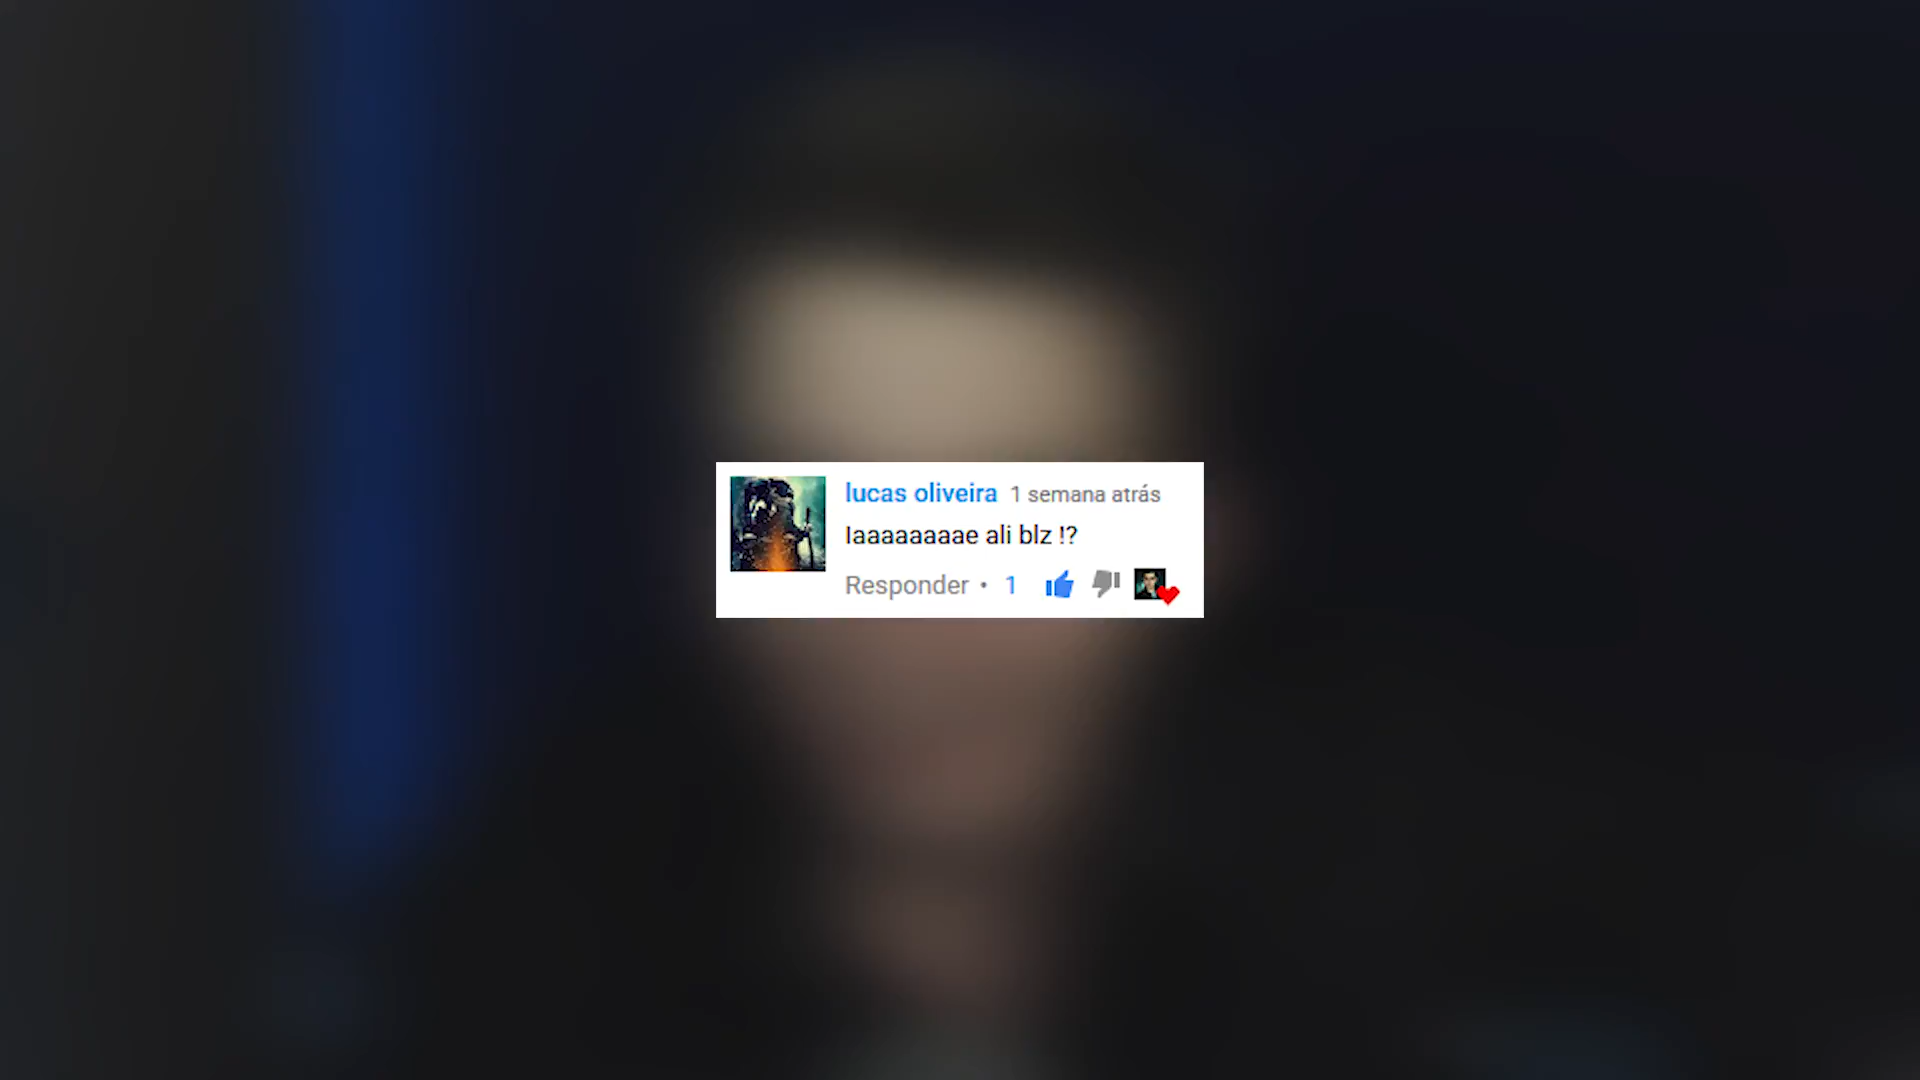 lucas oliveira 1 semana atrás
Iaaaaaaaae ali blz !?
Responder • 1